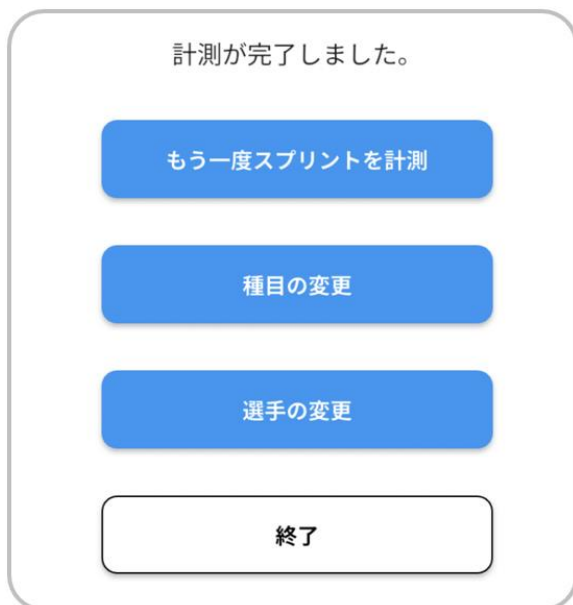 計測が完了しました。
もう一度スプリントを計測
種目の変更
選手の変更
終了